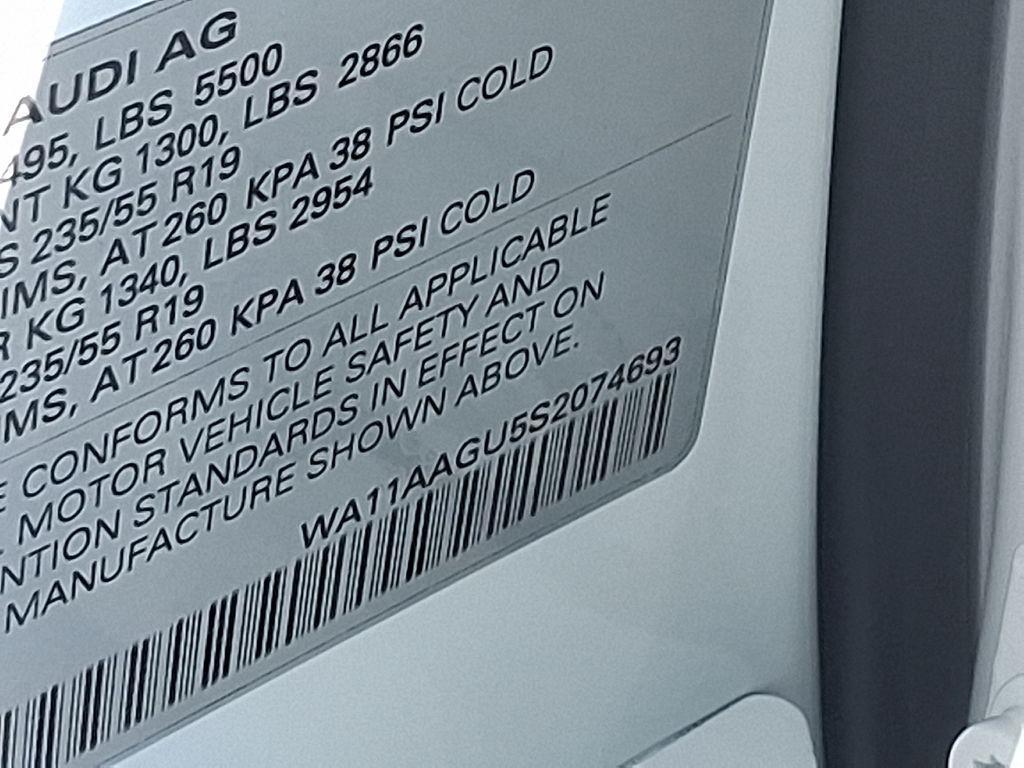 AUDI AG
495, LBS 5500
NT KG 1300, LBS 2866
S 235/55 R19
IMS, AT 260 KPA 38 PSI COLD
R KG 1340, LBS 2954
235/55 R19
IMS, AT 260 KPA 38 PSI COLD
E CONFORMS TO ALL APPLICABLE
MOTOR VEHICLE SAFETY AND
NTION STANDARDS IN EFFECT ON
MANUFACTURE SHOWN ABOVE.
WA11AAGU5S2074693